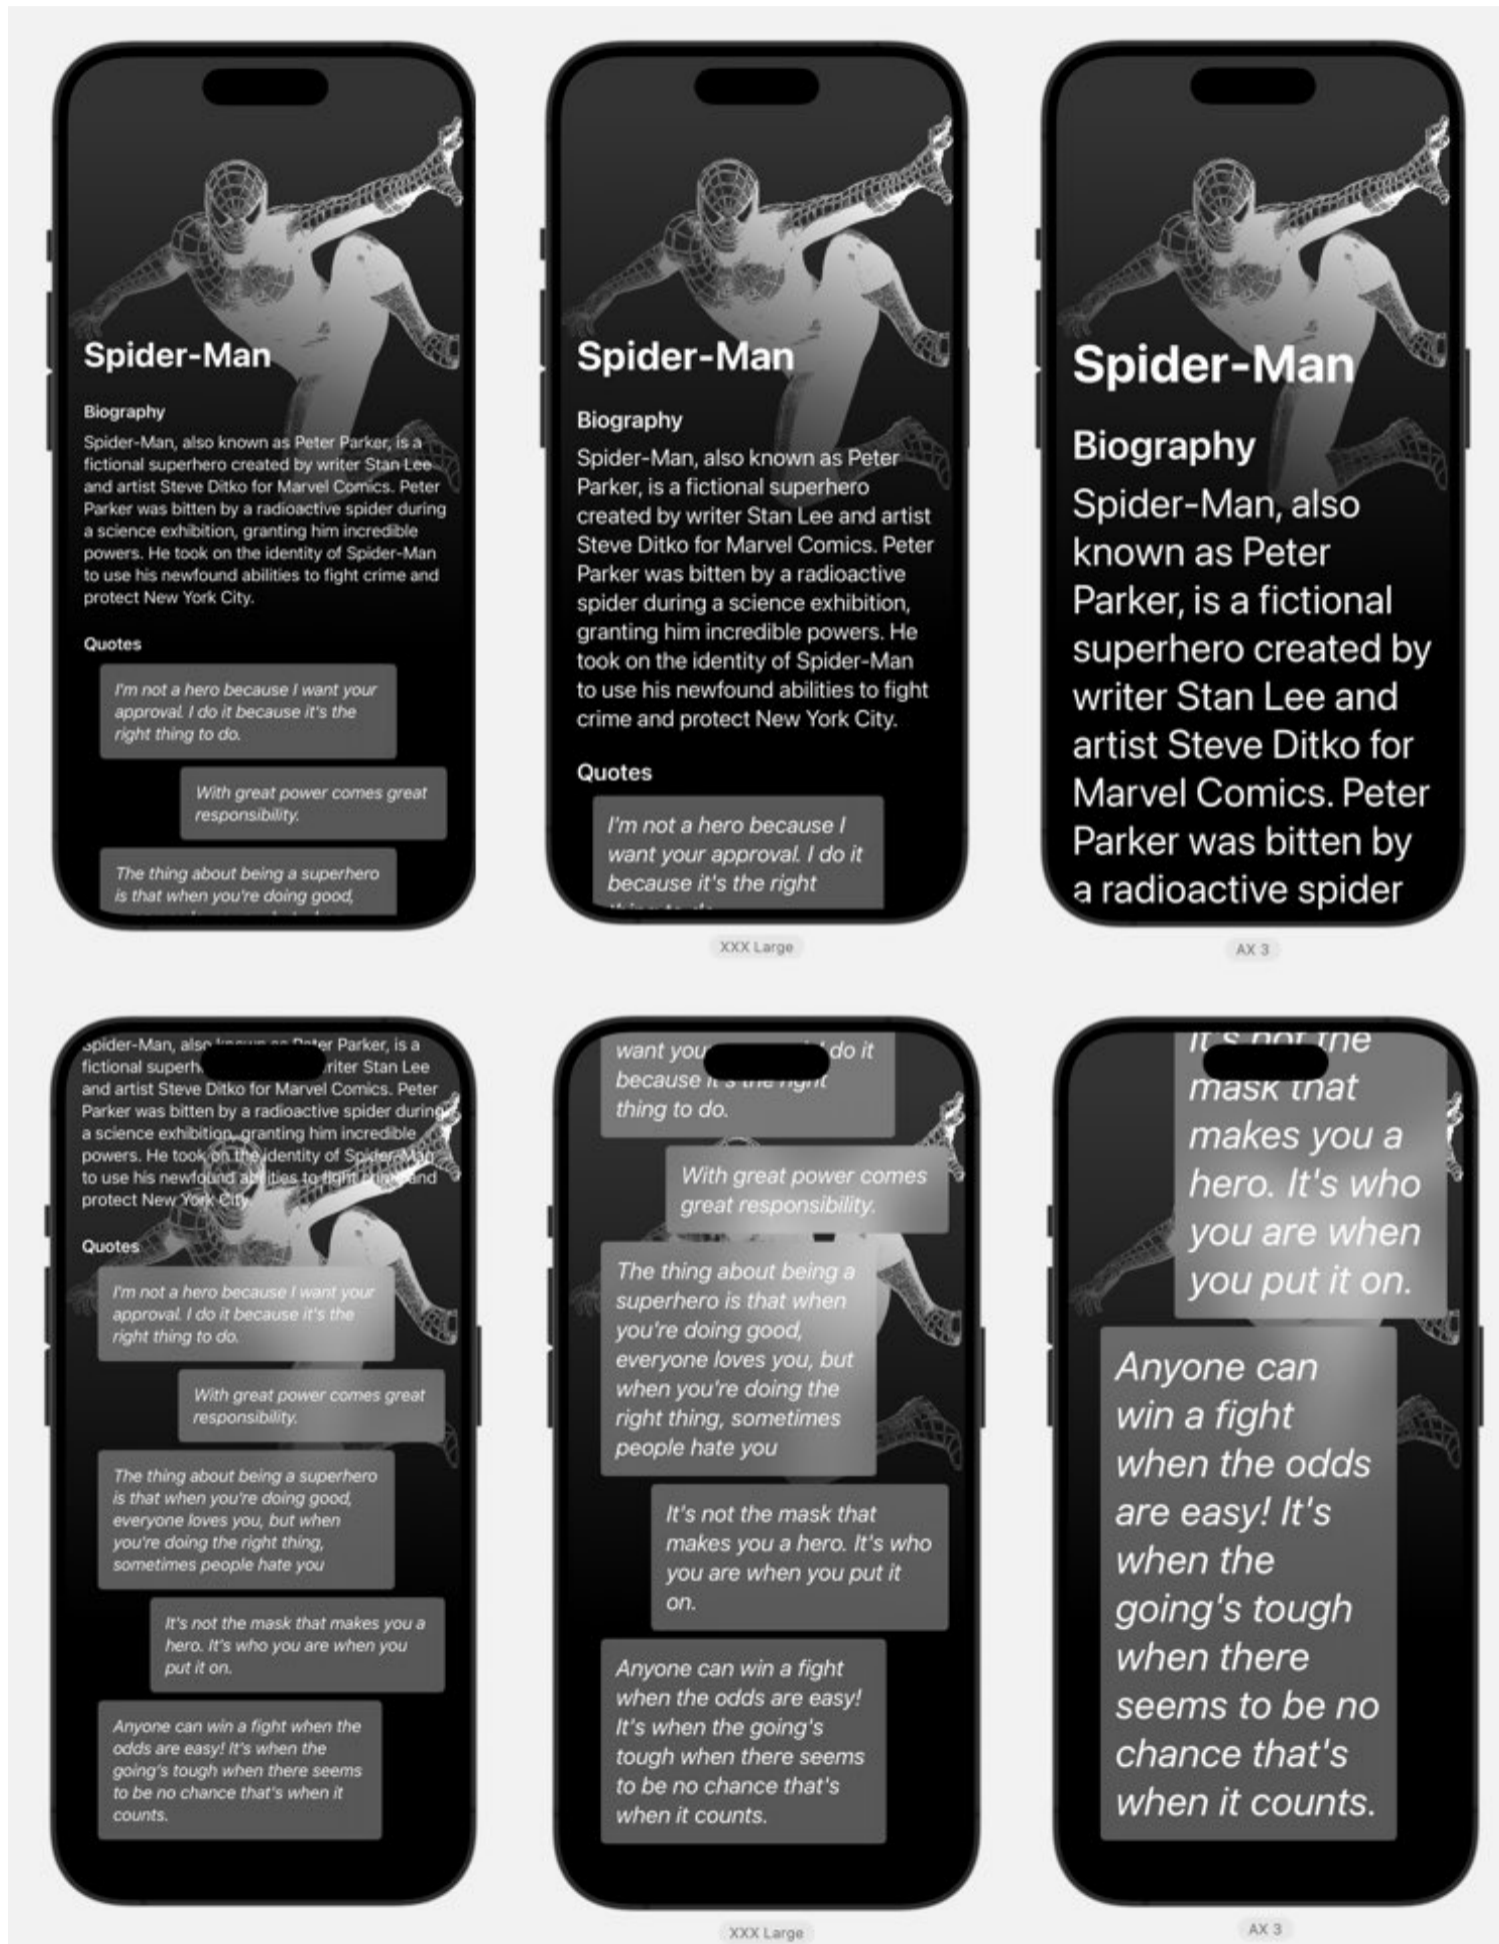 Spider-Man
Biography
Spider-Man, also known as Peter Parker, is a
fictional superhero created by writer Stan Lee
and artist Steve Ditko for Marvel Comics. Peter
Parker was bitten by a radioactive spider during
a science exhibition, granting him incredible
powers. He took on the identity of Spider-Man
to use his newfound abilities to fight crime and
protect New York City.
Quotes
I'm not a hero because I want your
approval. I do it because it's the
right thing to do.
With great power comes great
responsibility.
The thing about being a superhero
is that when you're doing good,
Spider-Man
Biography
Spider-Man, also known as Peter
Parker, is a fictional superhero
created by writer Stan Lee and artist
Steve Ditko for Marvel Comics. Peter
Parker was bitten by a radioactive
spider during a science exhibition,
granting him incredible powers. He
took on the identity of Spider-Man
to use his newfound abilities to fight
crime and protect New York City.
Quotes
I'm not a hero because I
want your approval. I do it
because it's the right
XXX Large
Spider-Man
Biography
Spider-Man, also
known as Peter
Parker, is a fictional
superhero created by
writer Stan Lee and
artist Steve Ditko for
Marvel Comics. Peter
Parker was bitten by
a radioactive spider
AX 3
Spider-Man, also Parker, is a
fictional Stan Lee
and artist Steve Ditko for Marvel Comics. Peter
Parker was bitten by a radioactive spider during
a science exhibition, granting him incredible
powers. He took on the identity of Spider-Man
to use his newfound abilities to fight crime and
protect New York City.
Quotes
I'm not a hero because I want your
approval. I do it because it's the
right thing to do.
With great power comes great
responsibility.
The thing about being a superhero
is that when you're doing good,
everyone loves you, but when
you're doing the right thing,
sometimes people hate you
It's not the mask that makes you a
hero. It's who you are when you
put it on.
Anyone can win a fight when the
odds are easy! It's when the
going's tough when there seems
to be no chance that's when it
counts.
want do it
because it's the right
thing to do.
With great power comes
great responsibility.
The thing about being a
superhero is that when
you're doing good,
everyone loves you, but
when you're doing the
right thing, sometimes
people hate you
It's not the mask that
makes you a hero. It's who
you are when you put it
on.
Anyone can win a fight
when the odds are easy!
It's when the going's
tough when there seems
to be no chance that's
when it counts.
XXX Large
It's not the
mask that
makes you a
hero. It's who
you are when
you put it on.
Anyone can
win a fight
when the odds
are easy! It's
when the
going's tough
when there
seems to be no
chance that's
when it counts.
AX 3